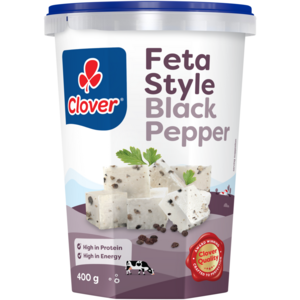 Clover
Feta
Style
Black
Pepper
High in Protein
High in Energy
Clover
Quality
400 g